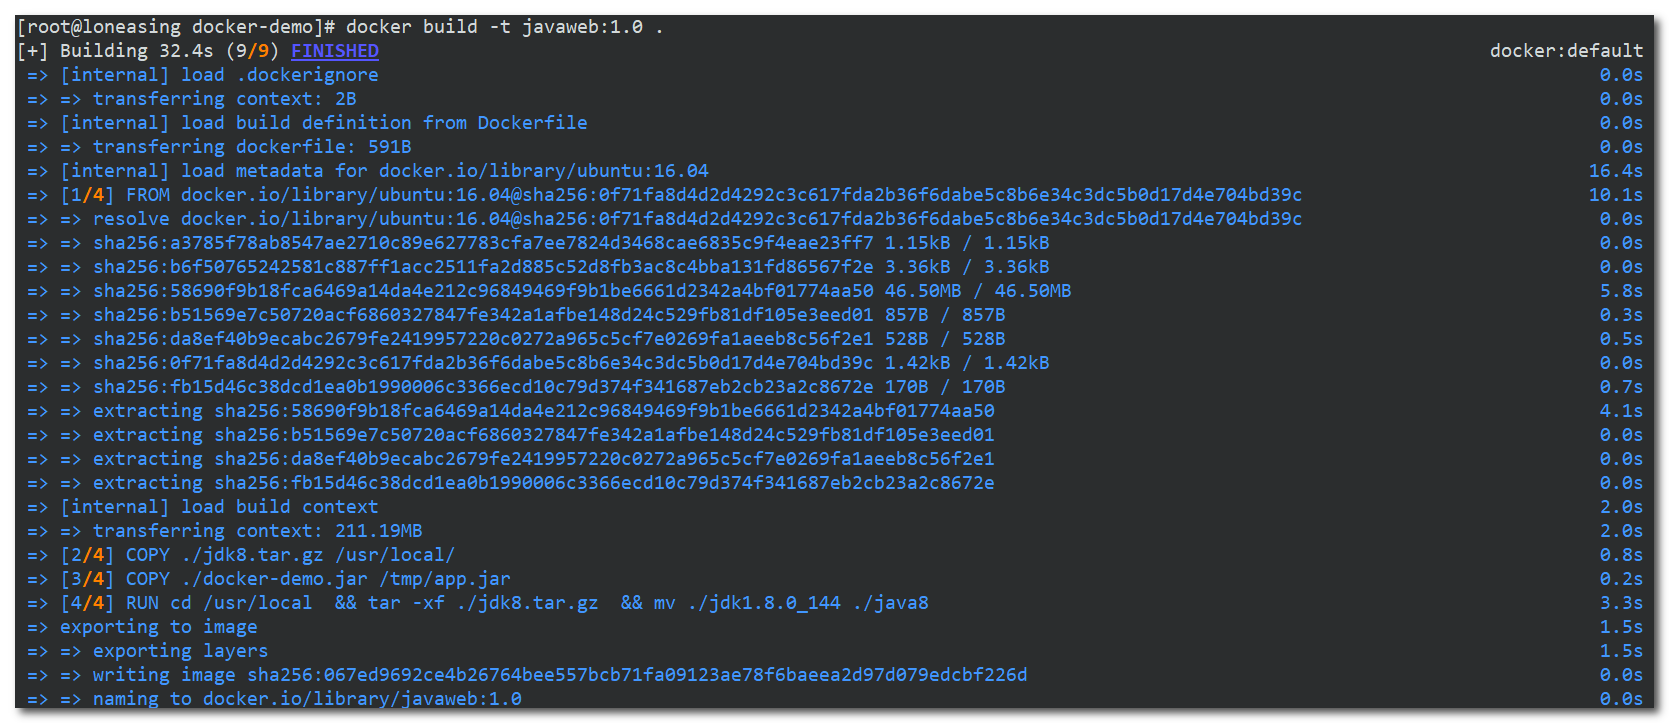 [root@loneasing docker-demo]# docker build -t javaweb:1.0 .
[+] Building 32.4s (9/9) FINISHED docker:default
=> [internal] load .dockerignore 0.0s
=> => transferring context: 2B 0.0s
=> [internal] load build definition from Dockerfile 0.0s
=> => transferring dockerfile: 591B 0.0s
=> [internal] load metadata for docker.io/library/ubuntu:16.04 16.4s
=> [1/4] FROM docker.io/library/ubuntu:16.04@sha256:0f71fa8d4d2d4292c3c617fda2b36f6dabe5c8b6e34c3dc5b0d17d4e704bd39c 10.1s
=> => resolve docker.io/library/ubuntu:16.04@sha256:0f71fa8d4d2d4292c3c617fda2b36f6dabe5c8b6e34c3dc5b0d17d4e704bd39c 0.0s
=> => sha256:a3785f78ab8547ae2710c89e627783cfa7ee7824d3468cae6835c9f4eae23ff7 1.15kB / 1.15kB 0.0s
=> => sha256:b6f50765242581c887ff1acc2511fa2d885c52d8fb3ac8c4bba131fd86567f2e 3.36kB / 3.36kB 0.0s
=> => sha256:58690f9b18fca6469a14da4e212c96849469f9b1be6661d2342a4bf01774aa50 46.50MB / 46.50MB 5.8s
=> => sha256:b51569e7c50720acf6860327847fe342a1afbe148d24c529fb81df105e3eed01 857B / 857B 0.3s
=> => sha256:da8ef40b9ecabc2679fe2419957220c0272a965c5cf7e0269fa1aeeb8c56f2e1 528B / 528B 0.5s
=> => sha256:0f71fa8d4d2d4292c3c617fda2b36f6dabe5c8b6e34c3dc5b0d17d4e704bd39c 1.42kB / 1.42kB 0.0s
=> => sha256:fb15d46c38dcd1ea0b1990006c3366ecd10c79d374f341687eb2cb23a2c8672e 170B / 170B 0.7s
=> => extracting sha256:58690f9b18fca6469a14da4e212c96849469f9b1be6661d2342a4bf01774aa50 4.1s
=> => extracting sha256:b51569e7c50720acf6860327847fe342a1afbe148d24c529fb81df105e3eed01 0.0s
=> => extracting sha256:da8ef40b9ecabc2679fe2419957220c0272a965c5cf7e0269fa1aeeb8c56f2e1 0.0s
=> => extracting sha256:fb15d46c38dcd1ea0b1990006c3366ecd10c79d374f341687eb2cb23a2c8672e 0.0s
=> [internal] load build context 2.0s
=> => transferring context: 211.19MB 2.0s
=> [2/4] COPY ./jdk8.tar.gz /usr/local/ 0.8s
=> [3/4] COPY ./docker-demo.jar /tmp/app.jar 0.2s
=> [4/4] RUN cd /usr/local  && tar -xf ./jdk8.tar.gz  && mv ./jdk1.8.0_144 ./java8 3.3s
=> exporting to image 1.5s
=> => exporting layers 1.5s
=> => writing image sha256:067ed9692ce4b26764bee557bcb71fa09123ae78f6baeea2d97d079edcbf226d 0.0s
=> => naming to docker.io/library/javaweb:1.0 0.0s